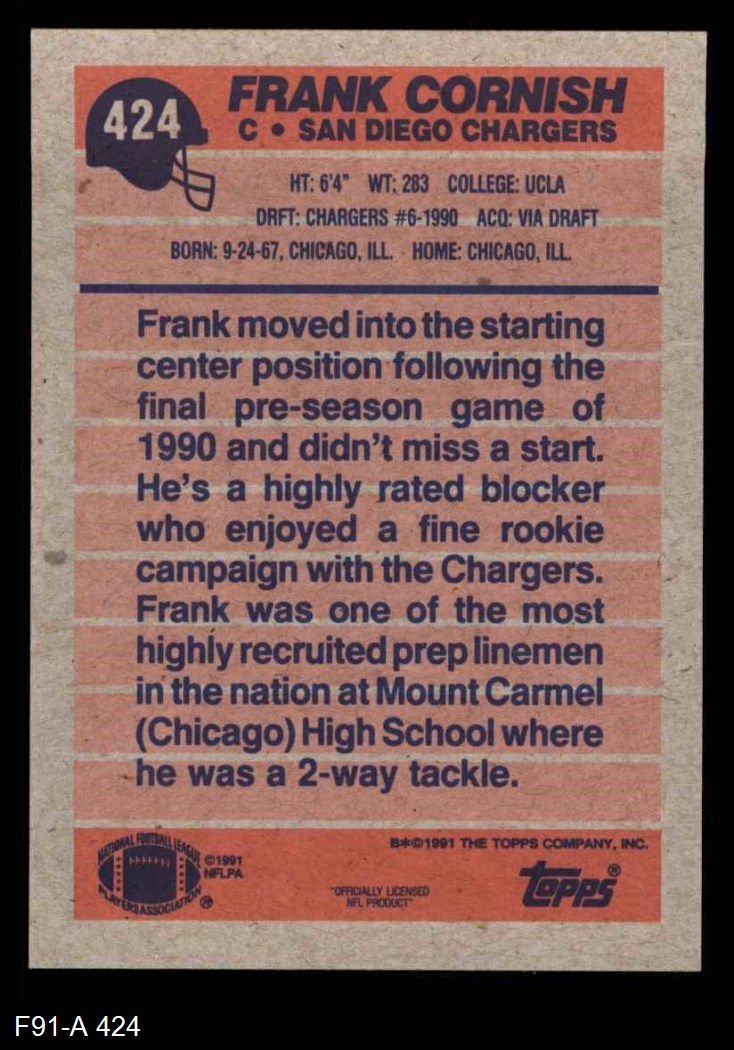 424
FRANK CORNISH
C • SAN DIEGO CHARGERS
HT: 6'4" WT: 283 COLLEGE: UCLA
DRFT: CHARGERS #6-1990 ACQ: VIA DRAFT
BORN: 9-24-67, CHICAGO, ILL. HOME: CHICAGO, ILL.
Frank moved into the starting
center position following the
final pre-season game of
1990 and didn't miss a start.
He's a highly rated blocker
who enjoyed a fine rookie
campaign with the Chargers.
Frank was one of the most
highly recruited prep linemen
in the nation at Mount Carmel
(Chicago) High School where
he was a 2-way tackle.
B*©1991 THE TOPPS COMPANY, INC.
NATIONAL FOOTBALL LEAGUE
PLAYERS ASSOCIATION ®
©1991
NFLPA
"OFFICIALLY LICENSED
NFL PRODUCT"
topps®
F91-A 424